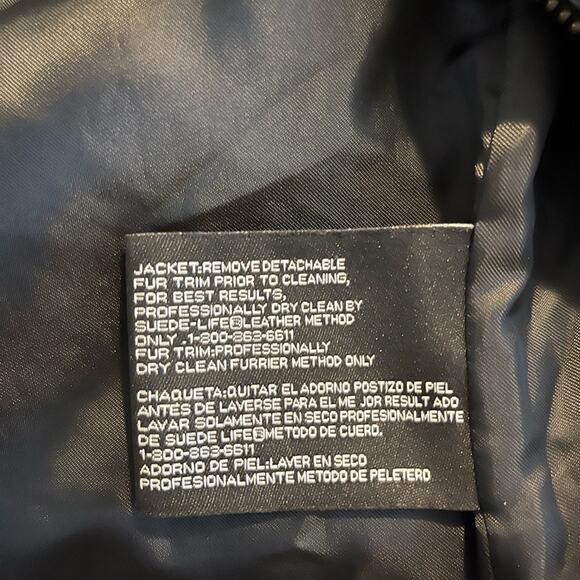 JACKET:REMOVE DETACHABLE
FUR TRIM PRIOR TO CLEANING,
FOR BEST RESULTS,
PROFESSIONALLY DRY CLEAN BY
SUEDE-LIFE®LEATHER METHOD
ONLY .1-800-863-6611
FUR TRIM:PROFESSIONALLY
DRY CLEAN FURRIER METHOD ONLY
CHAQUETA:QUITAR EL ADORNO POSTIZO DE PIEL
ANTES DE LAVERSE PARA EL ME JOR RESULT ADO
LAVAR SOLAMENTE EN SECO PROFESIONALMENTE
DE SUEDE LIFE®METODO DE CUERO.
1-800-863-6611
ADORNO DE PIEL:LAVER EN SECO
PROFESIONALMENTE METODO DE PELETERO